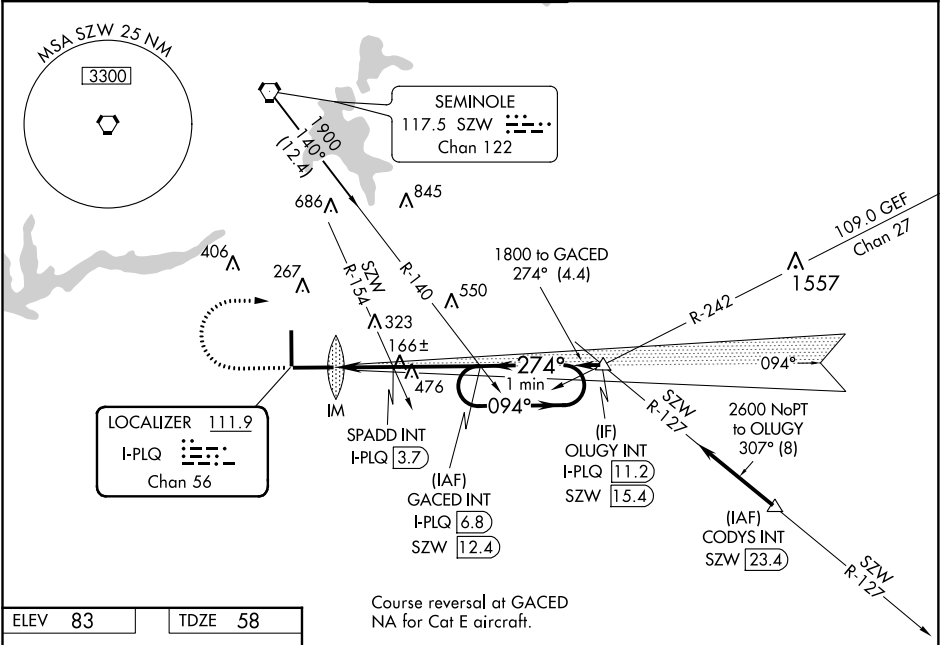 MSA SZW 25 NM
3300
SEMINOLE
117.5 SZW
Chan 122
1900
140°
(12.4)
686
845
406
267
SZW
R-154
R-140
550
323
166±
476
1800 to GACED
274° (4.4)
109.0 GEF
Chan 27
1557
R-242
274°
1 min
094°
094°
IM
LOCALIZER 111.9
I-PLQ
Chan 56
SPADD INT
I-PLQ 3.7
(IAF)
GACED INT
I-PLQ 6.8
SZW 12.4
(IF)
OLUGY INT
I-PLQ 11.2
SZW 15.4
SZW
R-127
2600 NoPT
to OLUGY
307° (8)
(IAF)
CODYS INT
SZW 23.4
SZW
R-127
Course reversal at GACED
NA for Cat E aircraft.
ELEV 83
TDZE 58